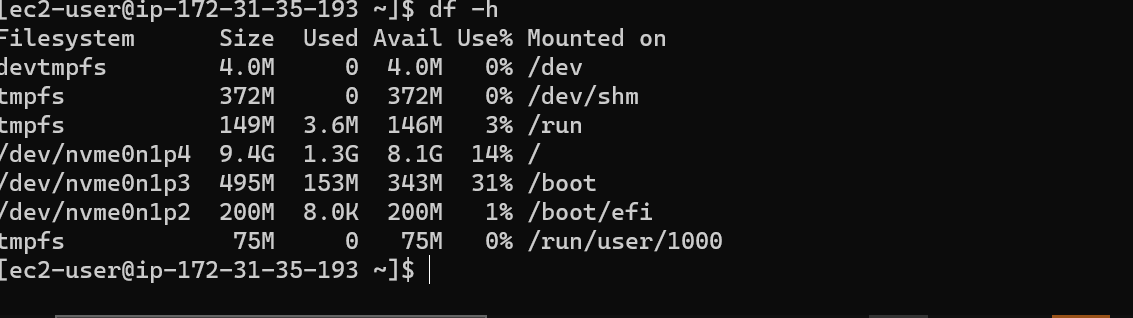 [ec2-user@ip-172-31-35-193 ~]$ df -h
Filesystem      Size  Used Avail Use% Mounted on
devtmpfs        4.0M     0  4.0M   0% /dev
tmpfs           372M     0  372M   0% /dev/shm
tmpfs           149M  3.6M  146M   3% /run
/dev/nvme0n1p4  9.4G  1.3G  8.1G  14% /
/dev/nvme0n1p3  495M  153M  343M  31% /boot
/dev/nvme0n1p2  200M  8.0K  200M   1% /boot/efi
tmpfs            75M     0   75M   0% /run/user/1000
[ec2-user@ip-172-31-35-193 ~]$